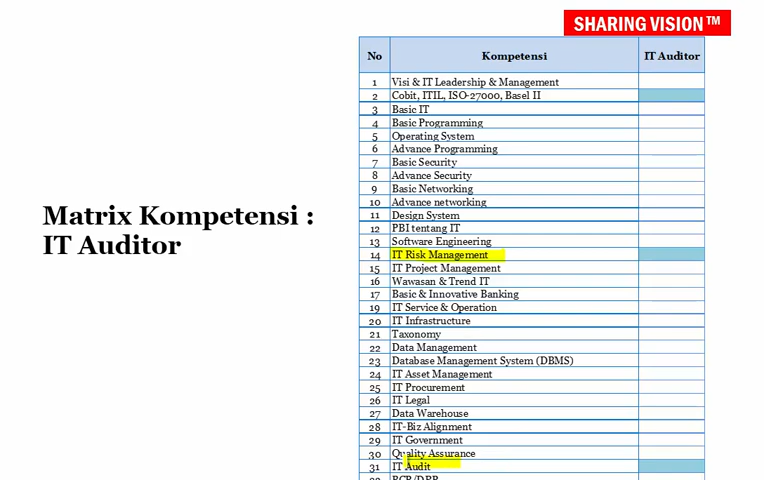 SHARING VISION™
Matrix Kompetensi :
IT Auditor
No Kompetensi IT Auditor
1 Visi & IT Leadership & Management
2 Cobit, ITIL, ISO-27000, Basel II
3 Basic IT
4 Basic Programming
5 Operating System
6 Advance Programming
7 Basic Security
8 Advance Security
9 Basic Networking
10 Advance networking
11 Design System
12 PBI tentang IT
13 Software Engineering
14 IT Risk Management
15 IT Project Management
16 Wawasan & Trend IT
17 Basic & Innovative Banking
19 IT Service & Operation
20 IT Infrastructure
21 Taxonomy
22 Data Management
23 Database Management System (DBMS)
24 IT Asset Management
25 IT Procurement
26 IT Legal
27 Data Warehouse
28 IT-Biz Alignment
29 IT Government
30 Quality Assurance
31 IT Audit